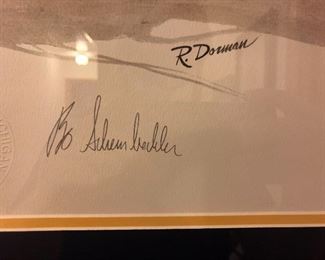 R. Dorman
Bo Schembechler